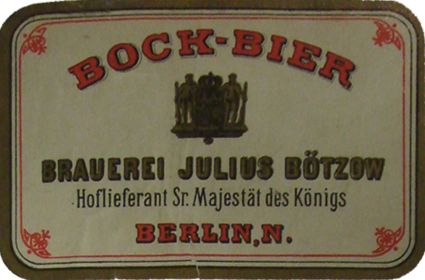 BOCK-BIER
BRAUEREI JULIUS BÖTZOW
Hoflieferant Sr. Majestät des Königs
BERLIN, N.